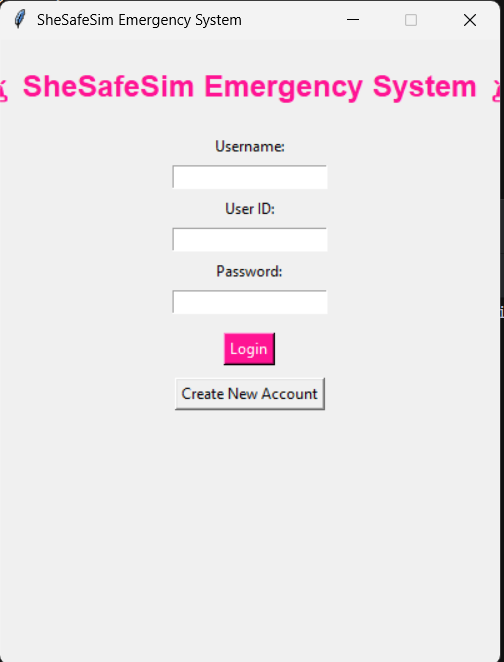 SheSafeSim Emergency System
SheSafeSim Emergency System
Username:
User ID:
Password:
Login
Create New Account